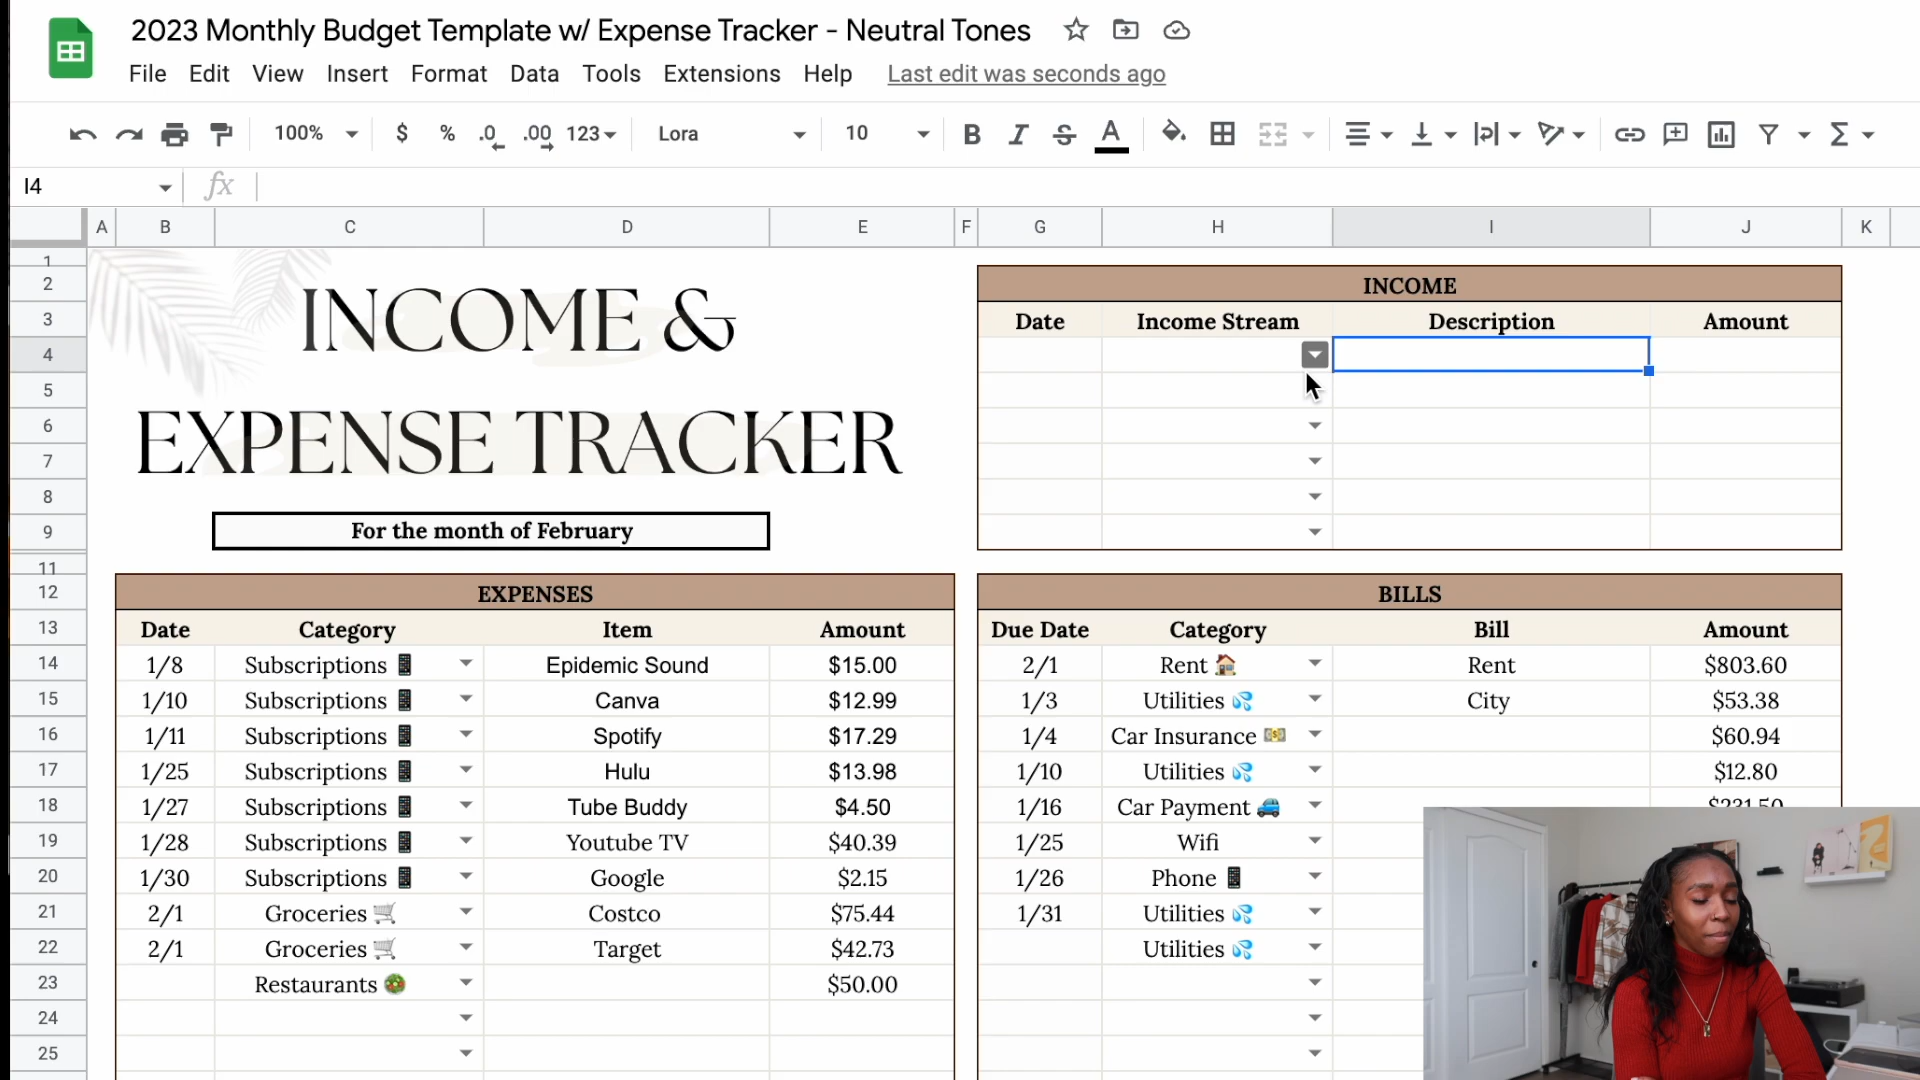 2023 Monthly Budget Template w/ Expense Tracker - Neutral Tones
File Edit View Insert Format Data Tools Extensions Help Last edit was seconds ago
100% $ % .0 .00 123 Lora 10 B I S A
I4 fx
A B C D E F G H I J K
1
2 INCOME
INCOME &
3 Date Income Stream Description Amount
4
5
6
EXPENSE TRACKER
7
8
9 For the month of February
11
12 EXPENSES BILLS
13 Date Category Item Amount Due Date Category Bill Amount
14 1/8 Subscriptions 📱 Epidemic Sound $15.00 2/1 Rent 🏠 Rent $803.60
15 1/10 Subscriptions 📱 Canva $12.99 1/3 Utilities 💦 City $53.38
16 1/11 Subscriptions 📱 Spotify $17.29 1/4 Car Insurance 💵 $60.94
17 1/25 Subscriptions 📱 Hulu $13.98 1/10 Utilities 💦 $12.80
18 1/27 Subscriptions 📱 Tube Buddy $4.50 1/16 Car Payment 🚙 $231.50
19 1/28 Subscriptions 📱 Youtube TV $40.39 1/25 Wifi
20 1/30 Subscriptions 📱 Google $2.15 1/26 Phone 📱
21 2/1 Groceries 🛒 Costco $75.44 1/31 Utilities 💦
22 2/1 Groceries 🛒 Target $42.73 Utilities 💦
23 Restaurants 🥗 $50.00
24
25